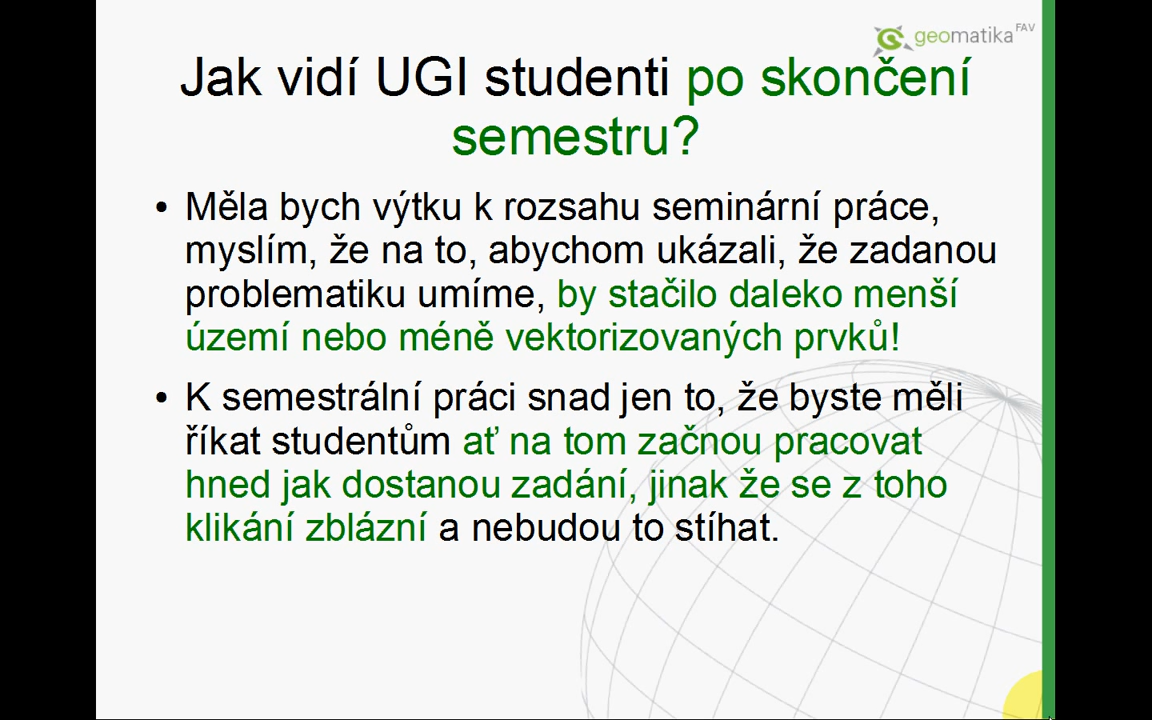 geomatika FAV
Jak vidí UGI studenti po skončení
semestru?
• Měla bych výtku k rozsahu seminární práce,
myslím, že na to, abychom ukázali, že zadanou
problematiku umíme, by stačilo daleko menší
území nebo méně vektorizovaných prvků!
• K semestrální práci snad jen to, že byste měli
říkat studentům ať na tom začnou pracovat
hned jak dostanou zadání, jinak že se z toho
klikání zblázní a nebudou to stíhat.